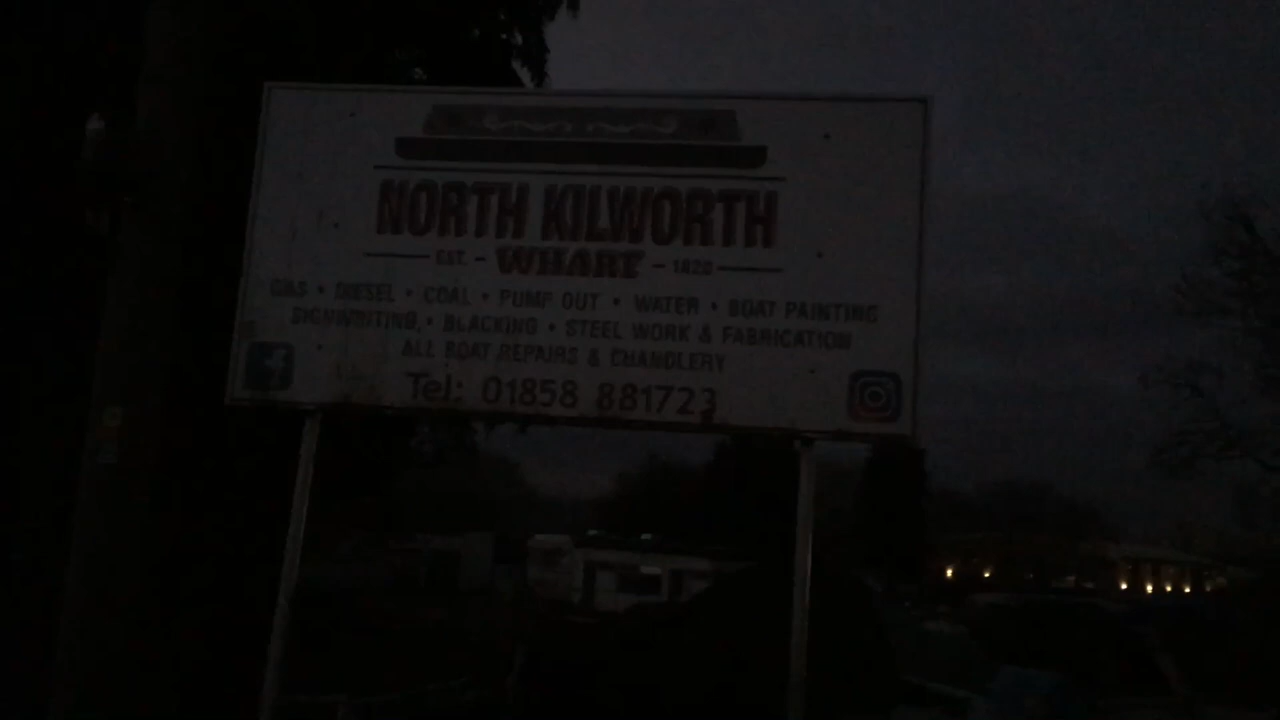 NORTH KILWORTH
EST. - WHARF - 1820
GAS • DIESEL • COAL • PUMP OUT • WATER • BOAT PAINTING
SIGNWRITING, • BLACKING • STEEL WORK & FABRICATION
ALL BOAT REPAIRS & CHANDLERY
Tel: 01858 881723